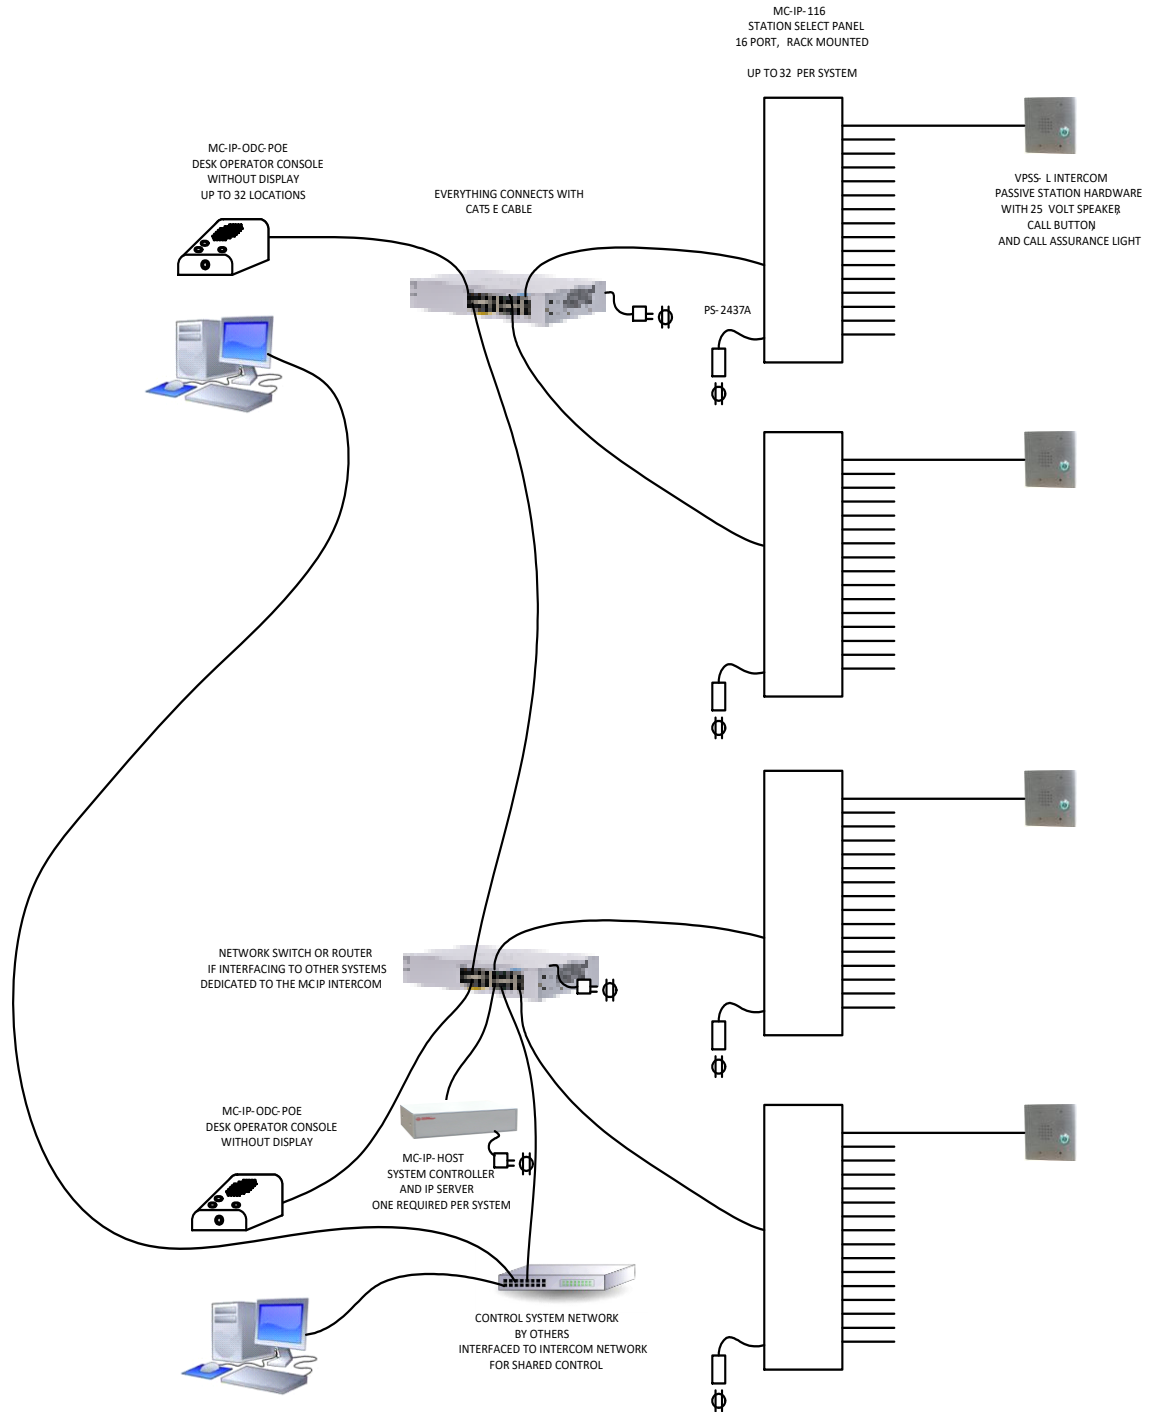 MC-IP-116
STATION SELECT PANEL
16 PORT, RACK MOUNTED
UP TO 32 PER SYSTEM
MC-IP-ODC-POE
DESK OPERATOR CONSOLE
WITHOUT DISPLAY
UP TO 32 LOCATIONS
EVERYTHING CONNECTS WITH
CAT5 E CABLE
VPSS- L INTERCOM
PASSIVE STATION HARDWARE
WITH 25 VOLT SPEAKER,
CALL BUTTON,
AND CALL ASSURANCE LIGHT
PS-2437A
NETWORK SWITCH OR ROUTER
IF INTERFACING TO OTHER SYSTEMS
DEDICATED TO THE MCIP INTERCOM
MC-IP-ODC-POE
DESK OPERATOR CONSOLE
WITHOUT DISPLAY
MC-IP-HOST
SYSTEM CONTROLLER
AND IP SERVER
ONE REQUIRED PER SYSTEM
CONTROL SYSTEM NETWORK
BY OTHERS
INTERFACED TO INTERCOM NETWORK
FOR SHARED CONTROL